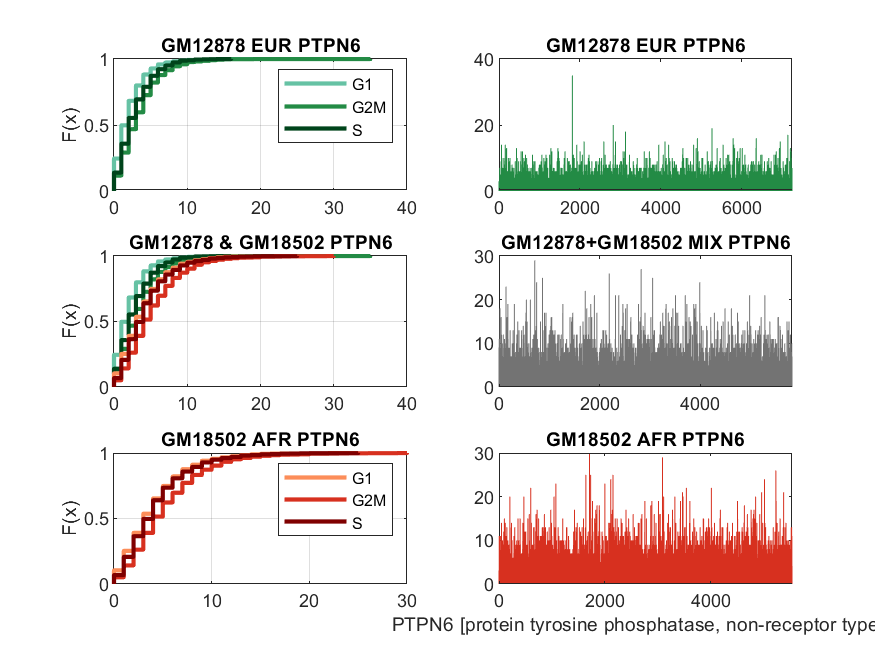 GM12878 EUR PTPN6
F(x)
1
0.5
0
0 10 20 30 40
G1
G2M
S
GM12878 EUR PTPN6
40
20
0
0 2000 4000 6000
GM12878 & GM18502 PTPN6
F(x)
1
0.5
0
0 10 20 30 40
GM12878+GM18502 MIX PTPN6
30
20
10
0
0 2000 4000
GM18502 AFR PTPN6
F(x)
1
0.5
0
0 10 20 30
G1
G2M
S
GM18502 AFR PTPN6
30
20
10
0
0 2000 4000
PTPN6 [protein tyrosine phosphatase, non-receptor type